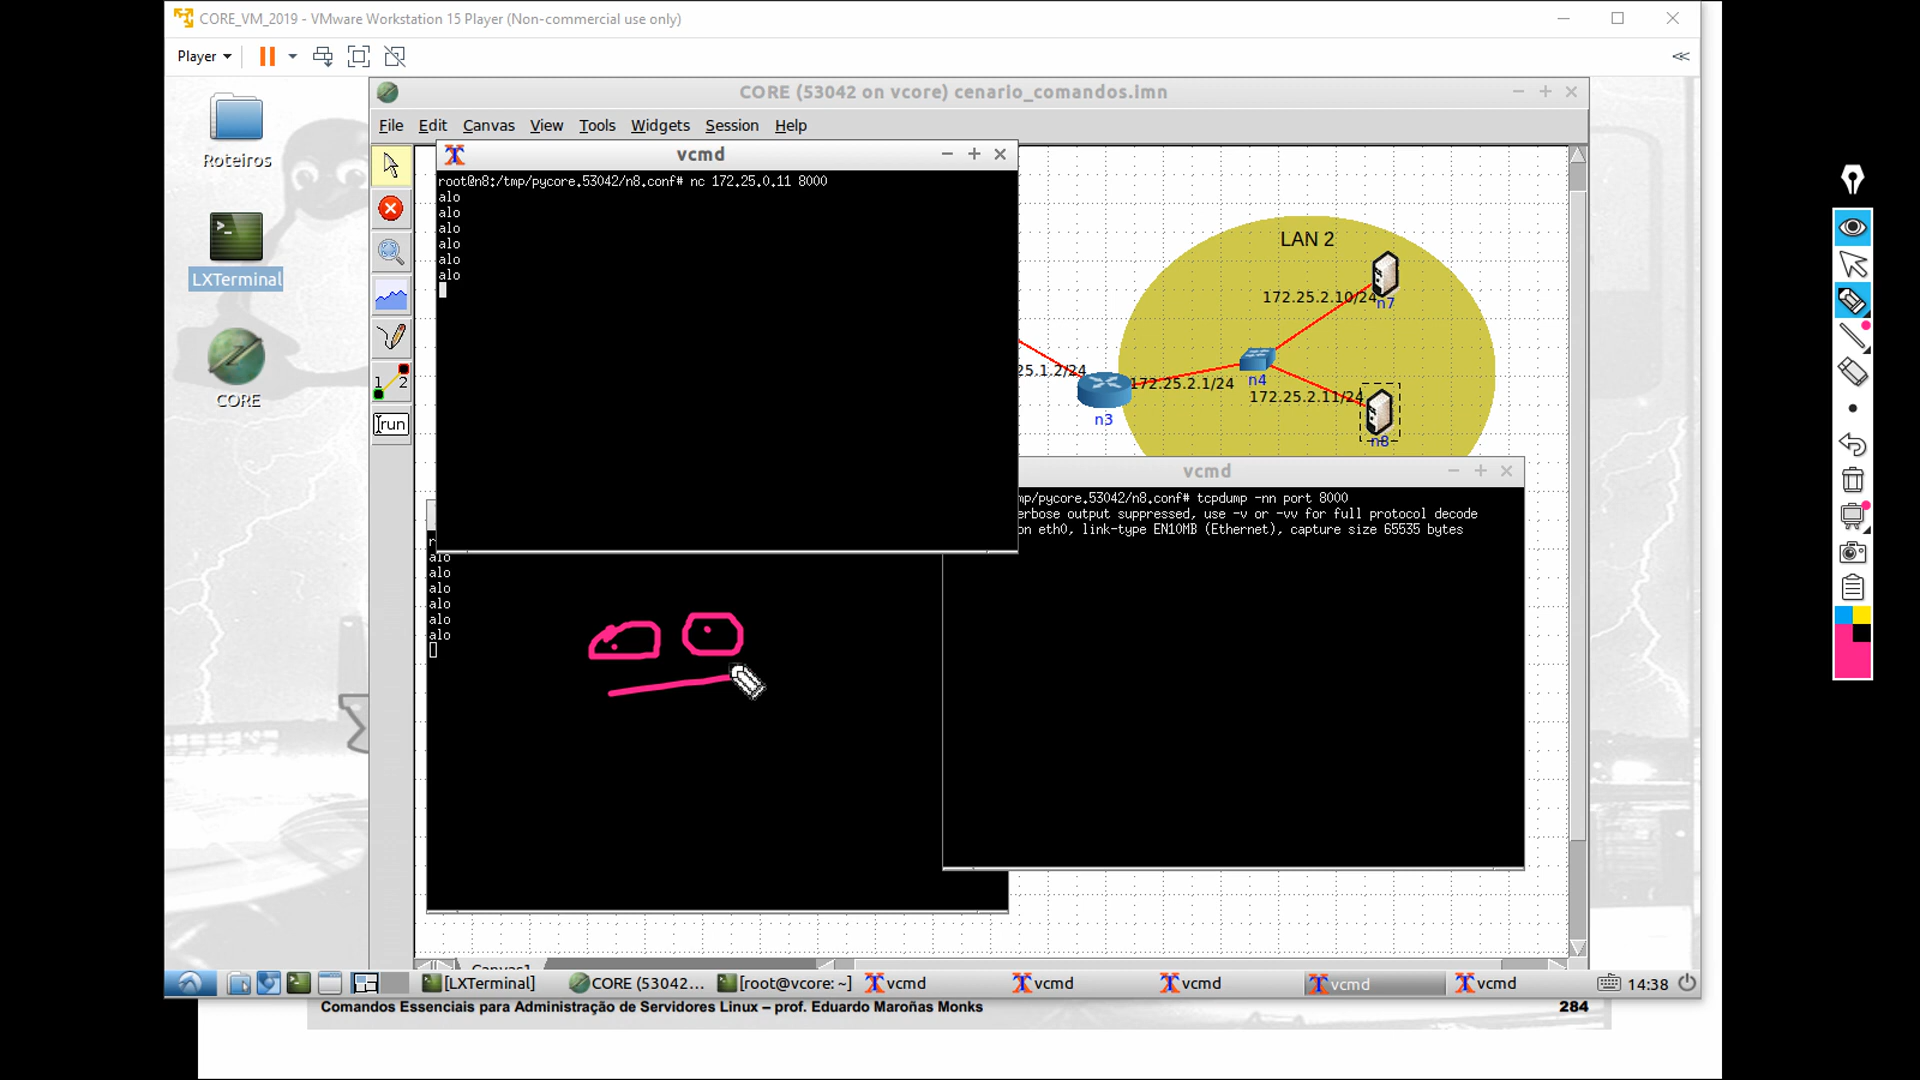 CORE_VM_2019 - VMware Workstation 15 Player (Non-commercial use only)
Player
Roteiros
LXTerminal
CORE
CORE (53042 on vcore) cenario_comandos.imn
File Edit Canvas View Tools Widgets Session Help
vcmd
root@n8:/tmp/pycore.53042/n8.conf# nc 172.25.0.11 8000
alo
alo
alo
alo
alo
alo
1 2
run
LAN 2
172.25.2.10/24
n7
25.1.2/24
172.25.2.1/24
n4
172.25.2.11/24
n3
n8
vcmd
mp/pycore.53042/n8.conf# tcpdump -nn port 8000
erbose output suppressed, use -v or -vv for full protocol decode
on eth0, link-type EN10MB (Ethernet), capture size 65535 bytes
alo
alo
alo
alo
alo
alo
Canvas1
[LXTerminal] CORE (53042... [root@vcore: ~] vcmd vcmd vcmd vcmd vcmd 14:38
Comandos Essenciais para Administração de Servidores Linux – prof. Eduardo Maroñas Monks 284